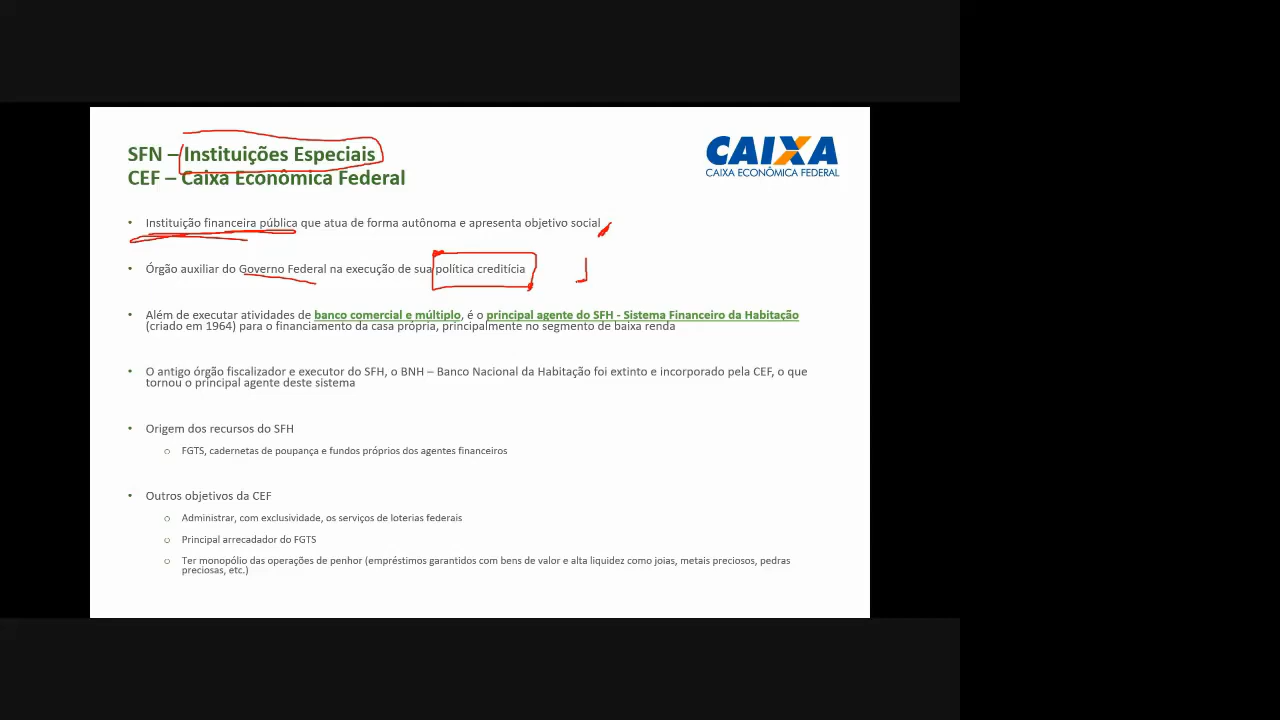 SFN – Instituições Especiais
CEF – Caixa Econômica Federal
CAIXA
CAIXA ECONÔMICA FEDERAL
• Instituição financeira pública que atua de forma autônoma e apresenta objetivo social
• Órgão auxiliar do Governo Federal na execução de sua política creditícia
• Além de executar atividades de banco comercial e múltiplo, é o principal agente do SFH - Sistema Financeiro da Habitação
(criado em 1964) para o financiamento da casa própria, principalmente no segmento de baixa renda
• O antigo órgão fiscalizador e executor do SFH, o BNH – Banco Nacional da Habitação foi extinto e incorporado pela CEF, o que
tornou o principal agente deste sistema
• Origem dos recursos do SFH
o FGTS, cadernetas de poupança e fundos próprios dos agentes financeiros
• Outros objetivos da CEF
o Administrar, com exclusividade, os serviços de loterias federais
o Principal arrecadador do FGTS
o Ter monopólio das operações de penhor (empréstimos garantidos com bens de valor e alta liquidez como joias, metais preciosos, pedras
preciosas, etc.)